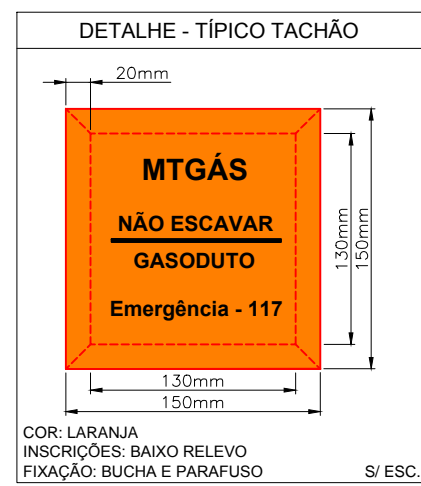 DETALHE - TÍPICO TACHÃO
20mm
MTGÁS
NÃO ESCAVAR
GASODUTO
Emergência - 117
130mm
150mm
130mm
150mm
COR: LARANJA
INSCRIÇÕES: BAIXO RELEVO
FIXAÇÃO: BUCHA E PARAFUSO S/ ESC.